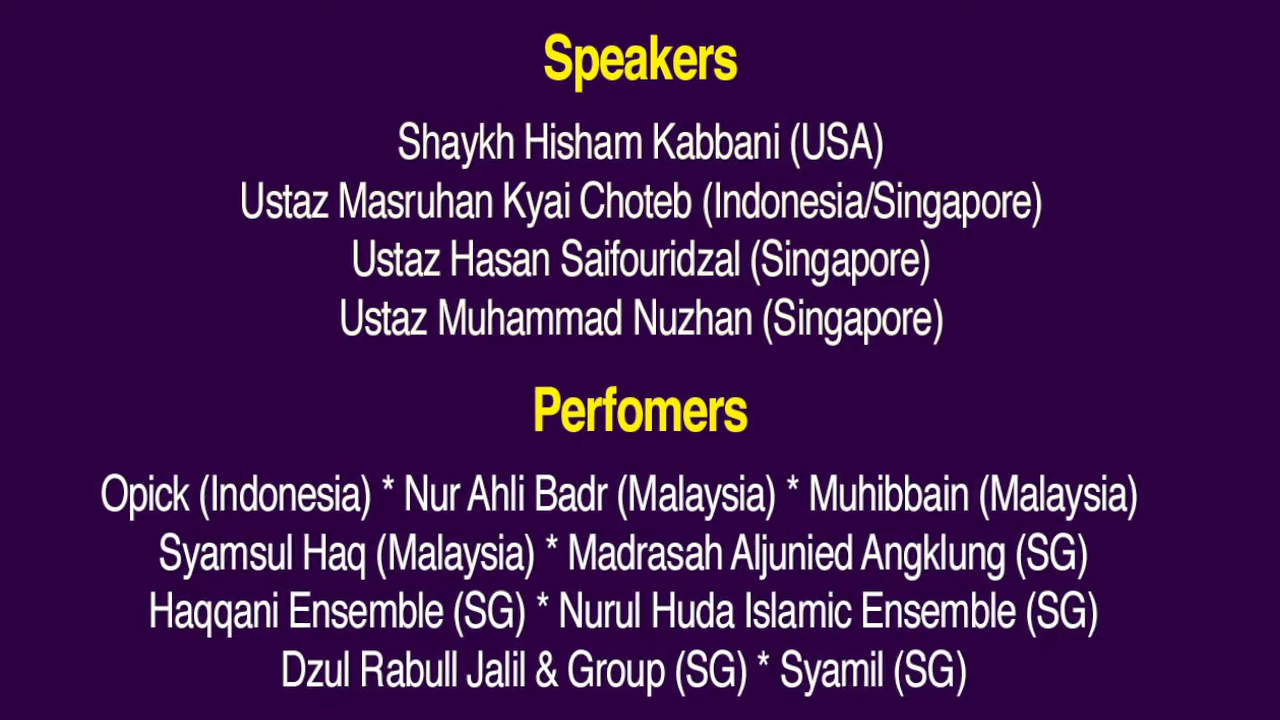 Speakers
Shaykh Hisham Kabbani (USA)
Ustaz Masruhan Kyai Choteb (Indonesia/Singapore)
Ustaz Hasan Saifouridzal (Singapore)
Ustaz Muhammad Nuzhan (Singapore)
Perfomers
Opick (Indonesia) * Nur Ahli Badr (Malaysia) * Muhibbain (Malaysia)
Syamsul Haq (Malaysia) * Madrasah Aljunied Angklung (SG)
Haqqani Ensemble (SG) * Nurul Huda Islamic Ensemble (SG)
Dzul Rabull Jalil & Group (SG) * Syamil (SG)